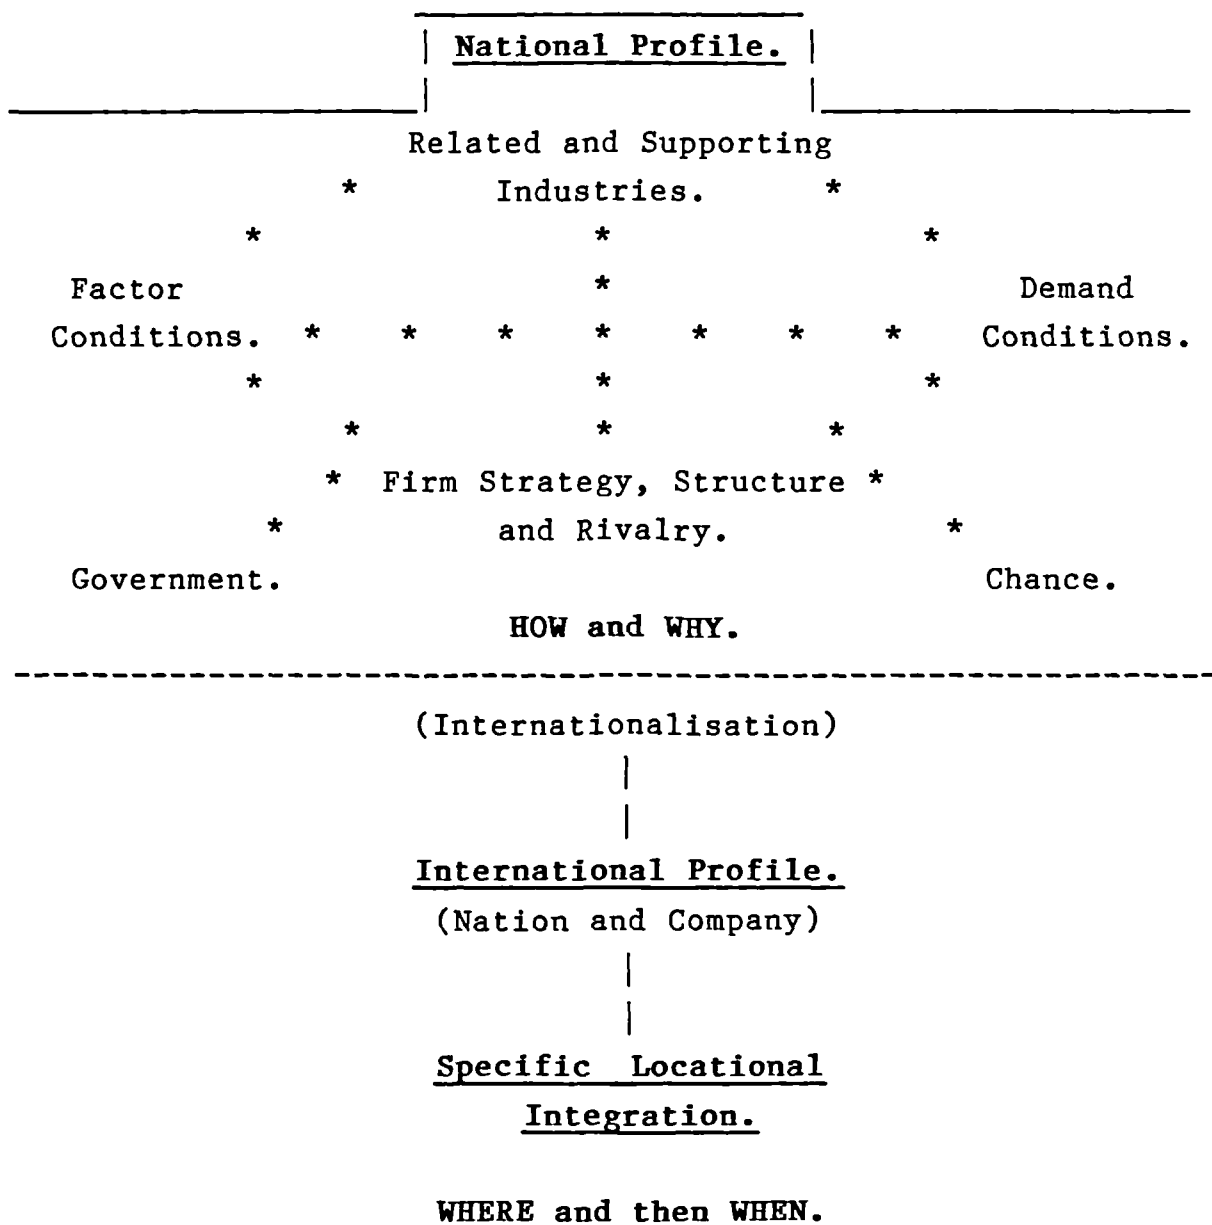 National Profile.
Related and Supporting
Industries.
Factor
Conditions.
Demand
Conditions.
Firm Strategy, Structure
and Rivalry.
Government.
Chance.
HOW and WHY.
(Internationalisation)
International Profile.
(Nation and Company)
Specific Locational
Integration.
WHERE and then WHEN.